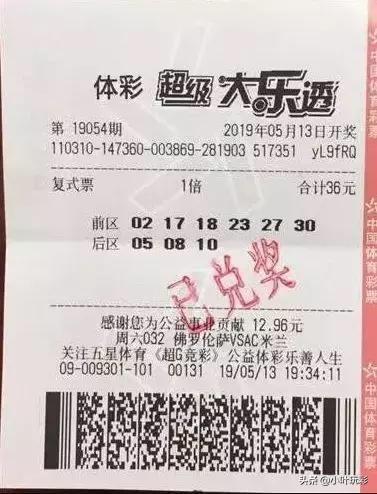 体彩 超级大乐透
第 19054期 2019年05月13日开奖
110310-147360-003869-281903 517351 yL9fRQ
复式票 1倍 合计36元
前区 02 17 18 23 27 30
后区 05 08 10
已兑奖
感谢您为公益事业贡献 12.96元
周六032 佛罗伦萨VSAC米兰
关注五星体育《超G竞彩》公益体彩乐善人生
09-009301-101 00131 19/05/13 19:34:11
中国体育彩票
中国体育彩票
头条 @小叶玩彩